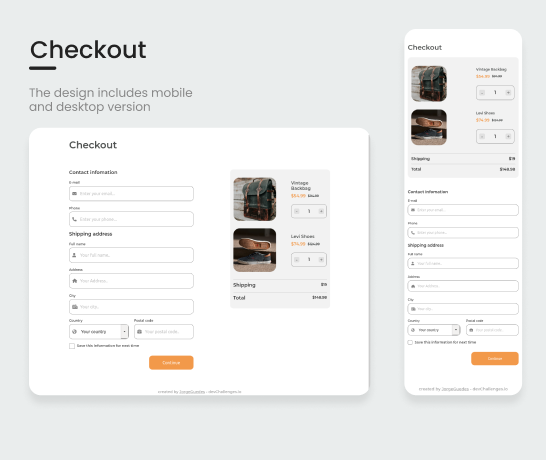 Checkout
The design includes mobile
and desktop version
Checkout
Contact infomation
E-mail
Enter your email...
Phone
Enter your phone...
Shipping address
Full name
Your full name...
Address
Your address...
City
Your city...
Country
Postal code
Your country
Your postal code...
Save this information for next time
Continue
Vintage
Backbag
$54.99 $94.99
- 1 +
Levi Shoes
$74.99 $124.99
- 1 +
Shipping $19
Total $148.98
created by - devChallenges.io
Checkout
Vintage Backbag
$54.99 $94.99
- 1 +
Levi Shoes
$74.99 $124.99
- 1 +
Shipping $19
Total $148.98
Contact infomation
E-mail
Enter your email...
Phone
Enter your phone...
Shipping address
Full name
Your full name...
Address
Your address...
City
Your city...
Country
Postal code
Your country
Your postal code...
Save this information for next time
Continue
created by - devChallenges.io